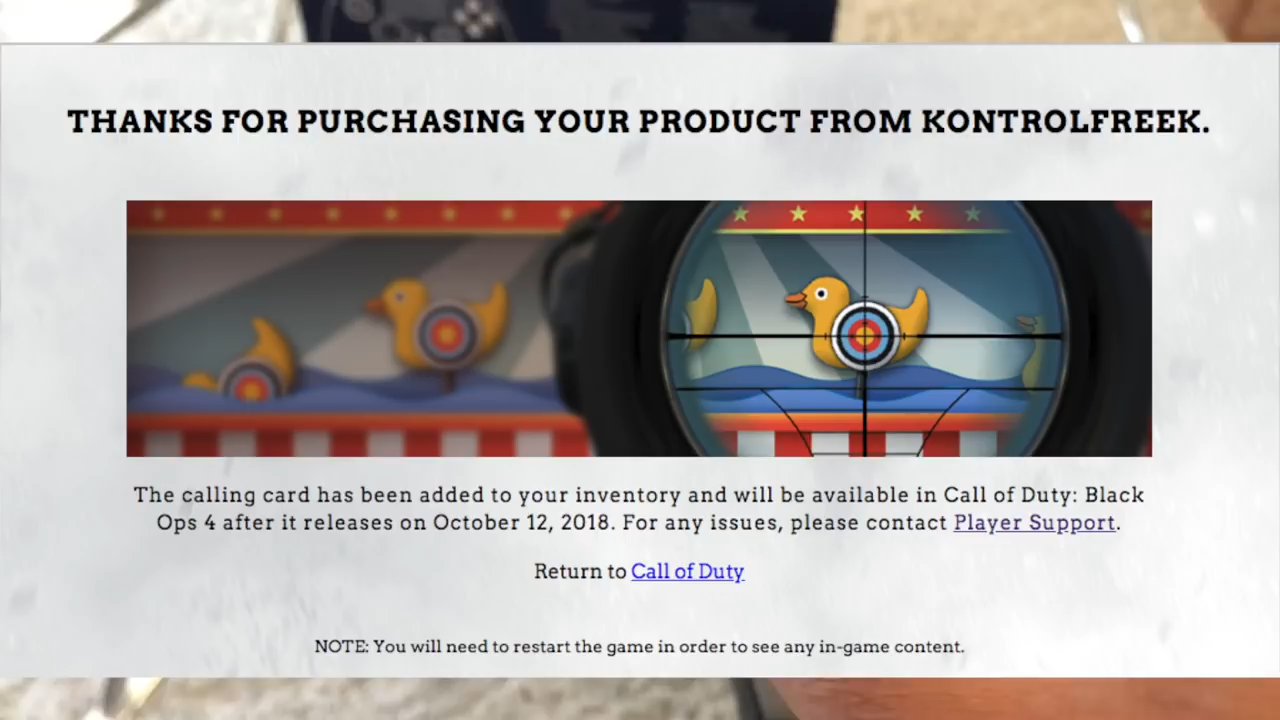 THANKS FOR PURCHASING YOUR PRODUCT FROM KONTROLFREEK.
The calling card has been added to your inventory and will be available in Call of Duty: Black
Ops 4 after it releases on October 12, 2018. For any issues, please contact Player Support.
Return to Call of Duty
NOTE: You will need to restart the game in order to see any in-game content.